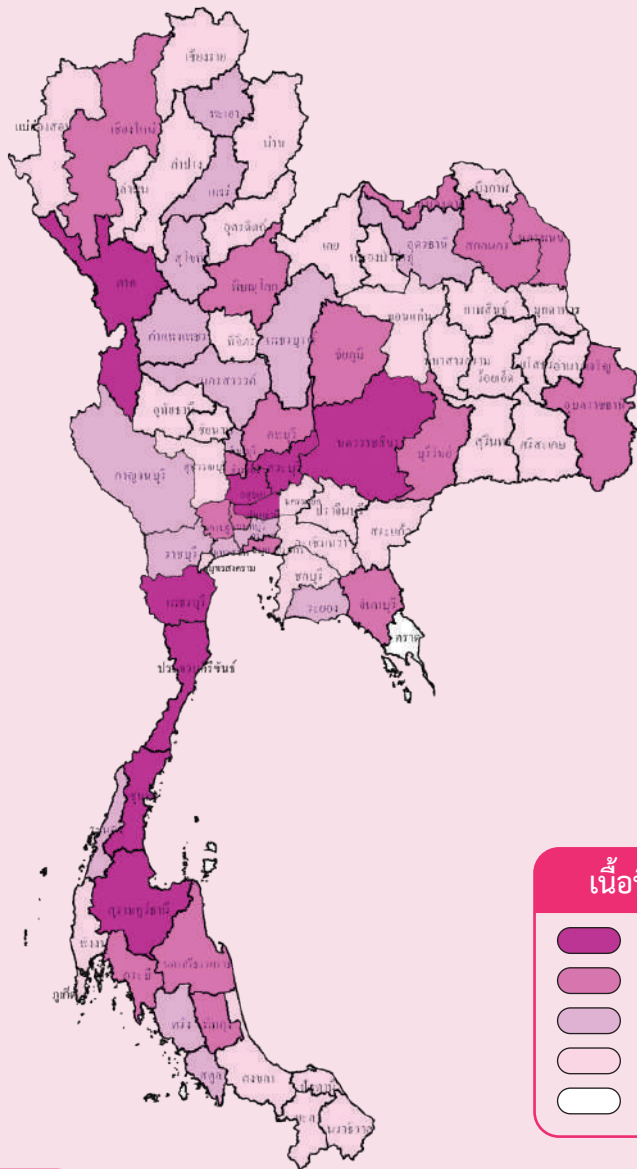 เชียงราย
พะเยา
แม่ฮ่องสอน
เชียงใหม่
น่าน
ลำปาง
แพร่
ลำพูน
บึงกาฬ
อุตรดิตถ์
เลย
อุดรธานี
สกลนคร
นครพนม
สุโขทัย
ตาก
พิษณุโลก
ขอนแก่น
กาฬสินธุ์
มุกดาหาร
กำแพงเพชร
พิจิตร
เพชรบูรณ์
ชัยภูมิ
มหาสารคาม
ร้อยเอ็ด
ยโสธร
อำนาจเจริญ
นครสวรรค์
อุบลราชธานี
อุทัยธานี
ชัยนาท
ลพบุรี
นครราชสีมา
บุรีรัมย์
สุรินทร์
ศรีสะเกษ
กาญจนบุรี
สุพรรณบุรี
สระบุรี
ปราจีนบุรี
สระแก้ว
ฉะเชิงเทรา
ราชบุรี
สมุทรสงคราม
ชลบุรี
เพชรบุรี
ระยอง
จันทบุรี
ตราด
ประจวบคีรีขันธ์
ชุมพร
ระนอง
สุราษฎร์ธานี
พังงา
นครศรีธรรมราช
กระบี่
ภูเก็ต
ตรัง
พัทลุง
สตูล
สงขลา
ปัตตานี
ยะลา
นราธิวาส